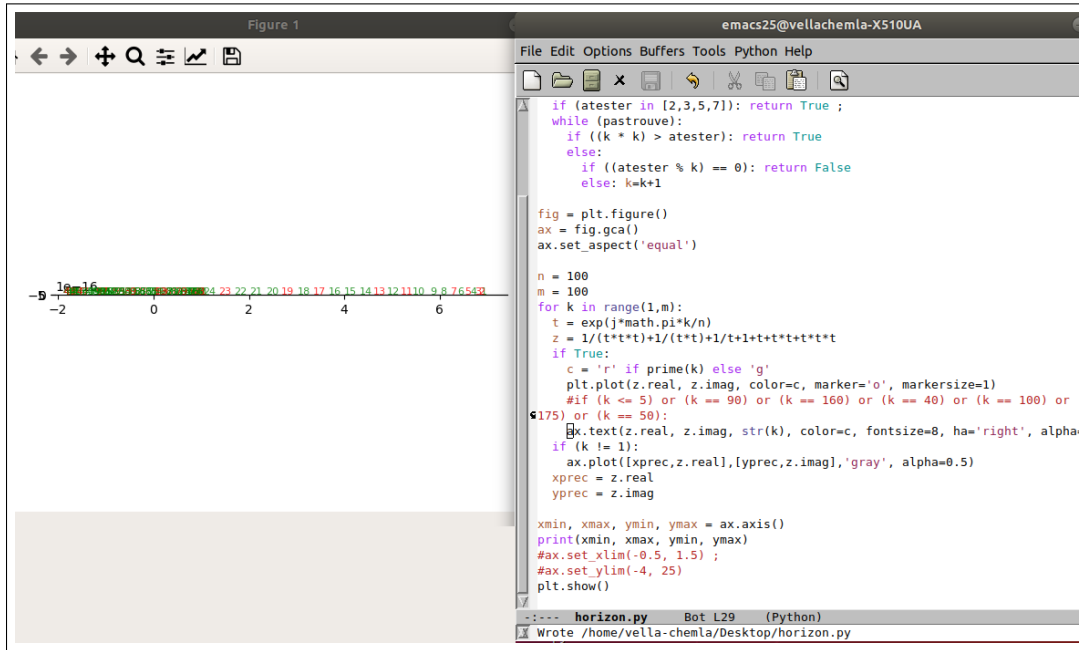 Figure 1
1e−16
24 23 22 21 20 19 18 17 16 15 14 13 12 11 10 9 8 7 6 5 4 3
−2 0 2 4 6
emacs25@vellachemla-X510UA
File Edit Options Buffers Tools Python Help
if (atester in [2,3,5,7]): return True ;
while (pastrouve):
if ((k * k) > atester): return True
else:
if ((atester % k) == 0): return False
else: k=k+1
fig = plt.figure()
ax = fig.gca()
ax.set_aspect('equal')
n = 100
m = 100
for k in range(1,m):
t = exp(j*math.pi*k/n)
z = 1/(t*t*t)+1/(t*t)+1/t+1+t+t*t+t*t*t
if True:
c = 'r' if prime(k) else 'g'
plt.plot(z.real, z.imag, color=c, marker='o', markersize=1)
#if (k <= 5) or (k == 90) or (k == 160) or (k == 40) or (k == 100) or
175) or (k == 50):
ax.text(z.real, z.imag, str(k), color=c, fontsize=8, ha='right', alpha=
if (k != 1):
ax.plot([xprec,z.real],[yprec,z.imag],'gray', alpha=0.5)
xprec = z.real
yprec = z.imag
xmin, xmax, ymin, ymax = ax.axis()
print(xmin, xmax, ymin, ymax)
#ax.set_xlim(-0.5, 1.5) ;
#ax.set_ylim(-4, 25)
plt.show()
-:--- horizon.py Bot L29 (Python)
Wrote /home/vella-chemla/Desktop/horizon.py